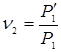 ν₂ = P₁′ / P₁